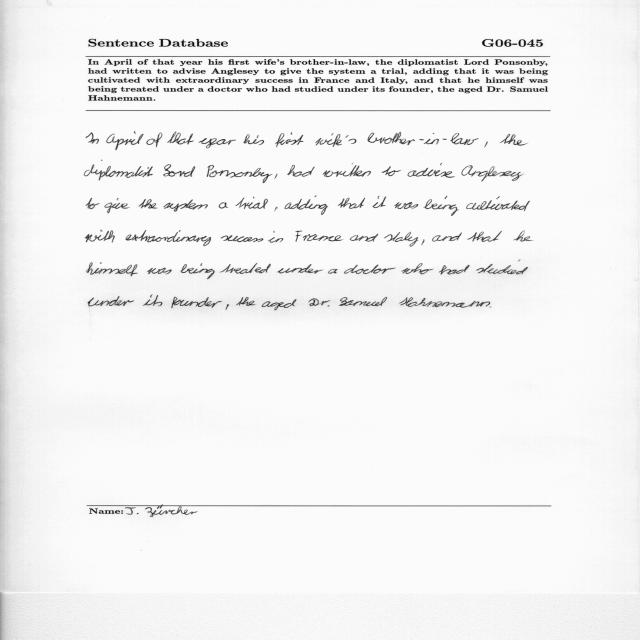 Sentence Database G06-045
In April of that year his first wife's brother-in-law, the diplomatist Lord Ponsonby,
had written to advise Anglesey to give the system a trial, adding that it was being
cultivated with extraordinary success in France and Italy, and that he himself was
being treated under a doctor who had studied under its founder, the aged Dr. Samuel
Hahnemann.
In April of that year his first wife's brother-in-law, the
diplomatist Lord Ponsonby, had written to advise Anglesey
to give the system a trial, adding that it was being cultivated
with extraordinary success in France and Italy, and that he
himself was being treated under a doctor who had studied
under its founder, the aged Dr. Samuel Hahnemann.
Name: J. Zürcher